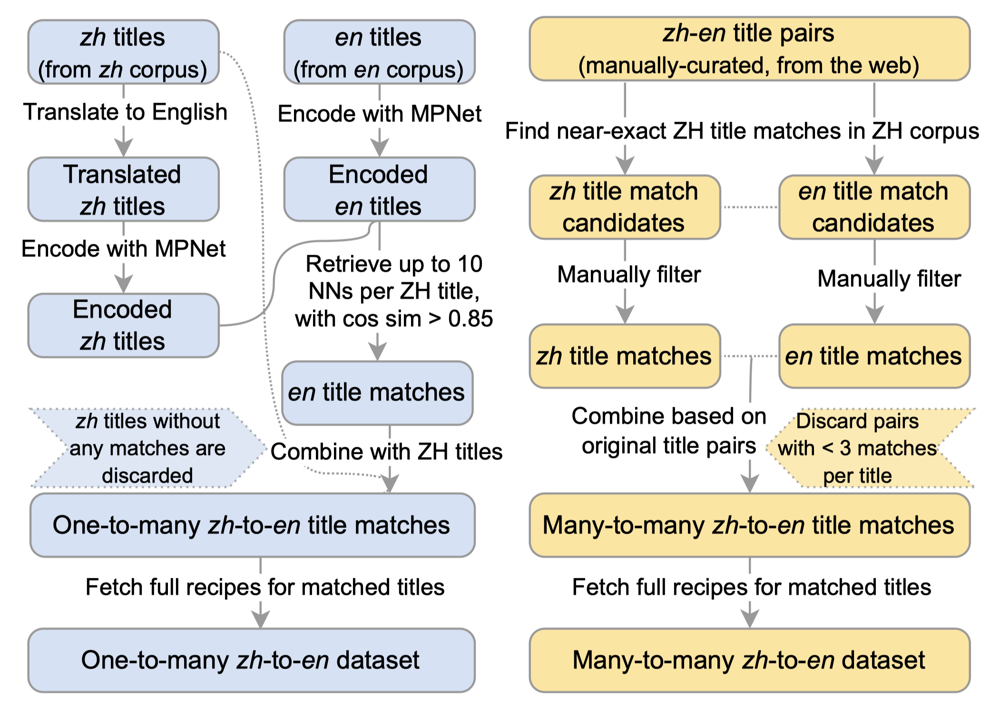 zh titles
(from zh corpus)
Translate to English
Translated
zh titles
Encode with MPNet
Encoded
zh titles
en titles
(from en corpus)
Encode with MPNet
Encoded
en titles
Retrieve up to 10
NNs per ZH title,
with cos sim > 0.85
en title matches
zh titles without
any matches are
discarded
Combine with ZH titles
One-to-many zh-to-en title matches
Fetch full recipes for matched titles
One-to-many zh-to-en dataset
zh-en title pairs
(manually-curated, from the web)
Find near-exact ZH title matches in ZH corpus
zh title match
candidates
en title match
candidates
Manually filter
Manually filter
zh title matches
en title matches
Combine based on
original title pairs
Discard pairs
with < 3 matches
per title
Many-to-many zh-to-en title matches
Fetch full recipes for matched titles
Many-to-many zh-to-en dataset